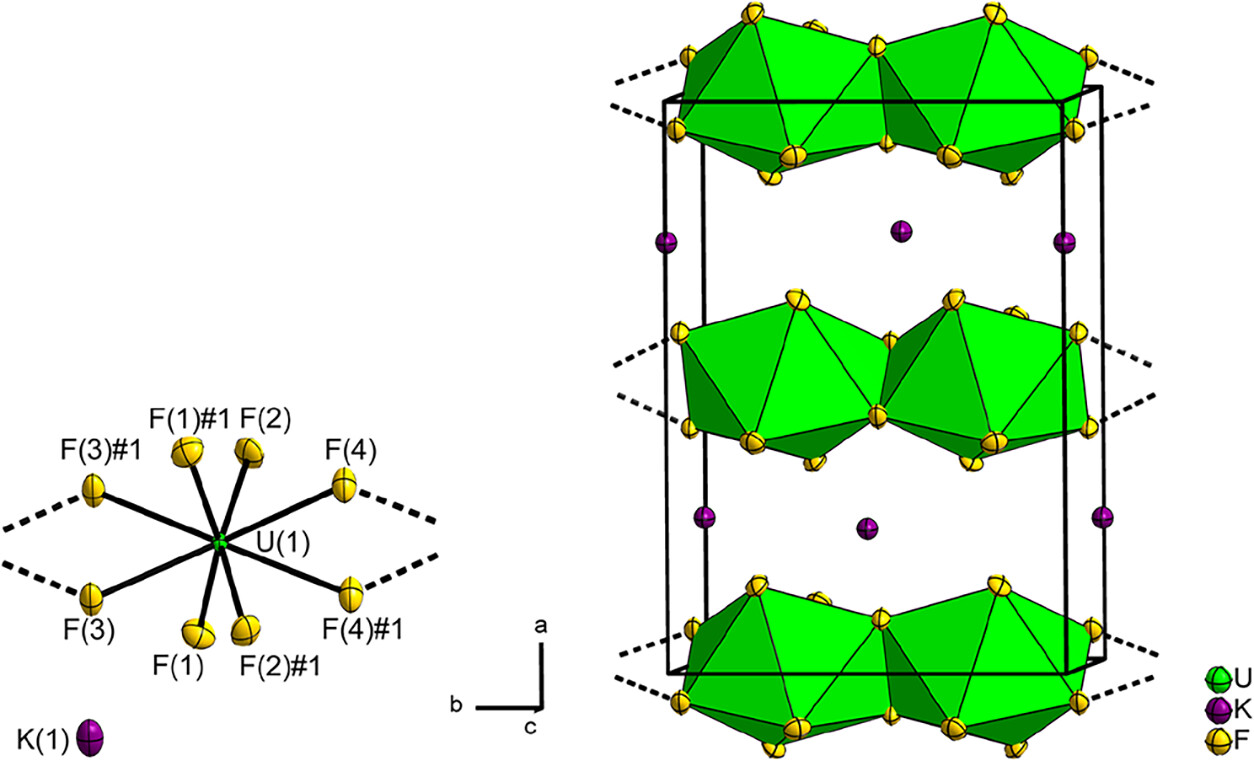 F(1)#1 F(2)
F(3)#1
F(4)
U(1)
F(3)
F(4)#1
F(1)
F(2)#1
a
b
c
K(1)
U
K
F